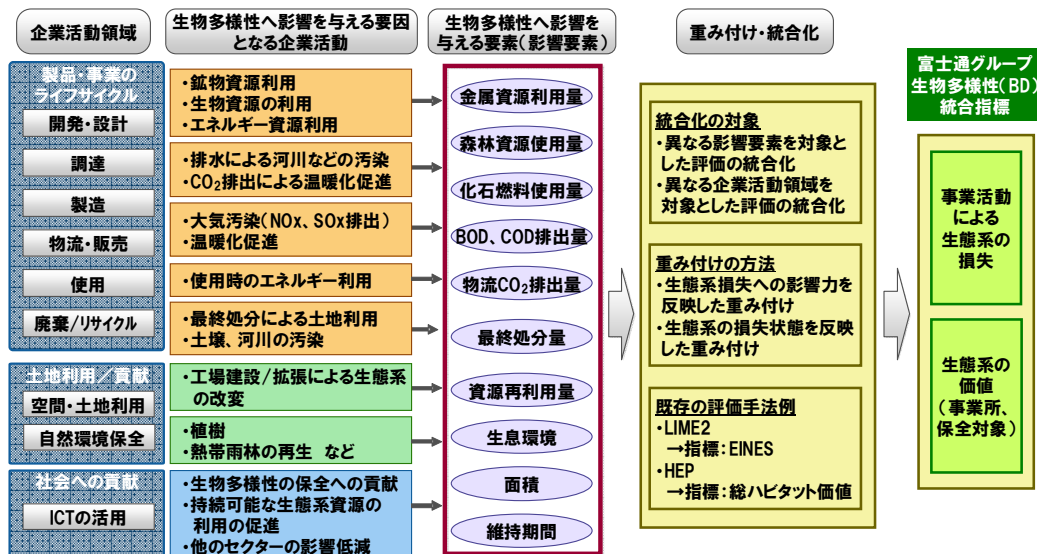 企業活動領域
製品・事業の
ライフサイクル
開発・設計
調達
製造
物流・販売
使用
廃棄/リサイクル
土地利用／貢献
空間・土地利用
自然環境保全
社会への貢献
ICTの活用
生物多様性へ影響を与える要因
となる企業活動
・鉱物資源利用
・生物資源の利用
・エネルギー資源利用
・排水による河川などの汚染
・CO₂排出による温暖化促進
・大気汚染(NOx、SOx排出)
・温暖化促進
・使用時のエネルギー利用
・最終処分による土地利用
・土壌、河川の汚染
・工場建設/拡張による生態系
の改変
・植樹
・熱帯雨林の再生 など
・生物多様性の保全への貢献
・持続可能な生態系資源の
利用の促進
・他のセクターの影響低減
生物多様性へ影響を
与える要素(影響要素)
金属資源利用量
森林資源使用量
化石燃料使用量
BOD、COD排出量
物流CO₂排出量
最終処分量
資源再利用量
生息環境
面積
維持期間
重み付け・統合化
統合化の対象
・異なる影響要素を対象と
した評価の統合化
・異なる企業活動領域を
対象とした評価の統合化
重み付けの方法
・生態系損失への影響力を
反映した重み付け
・生態系の損失状態を反映
した重み付け
既存の評価手法例
・LIME2
→指標：EINES
・HEP
→指標：総ハビタット価値
富士通グループ
生物多様性(BD)
統合指標
事業活動
による
生態系の
損失
生態系の
価値
(事業所、
保全対象)